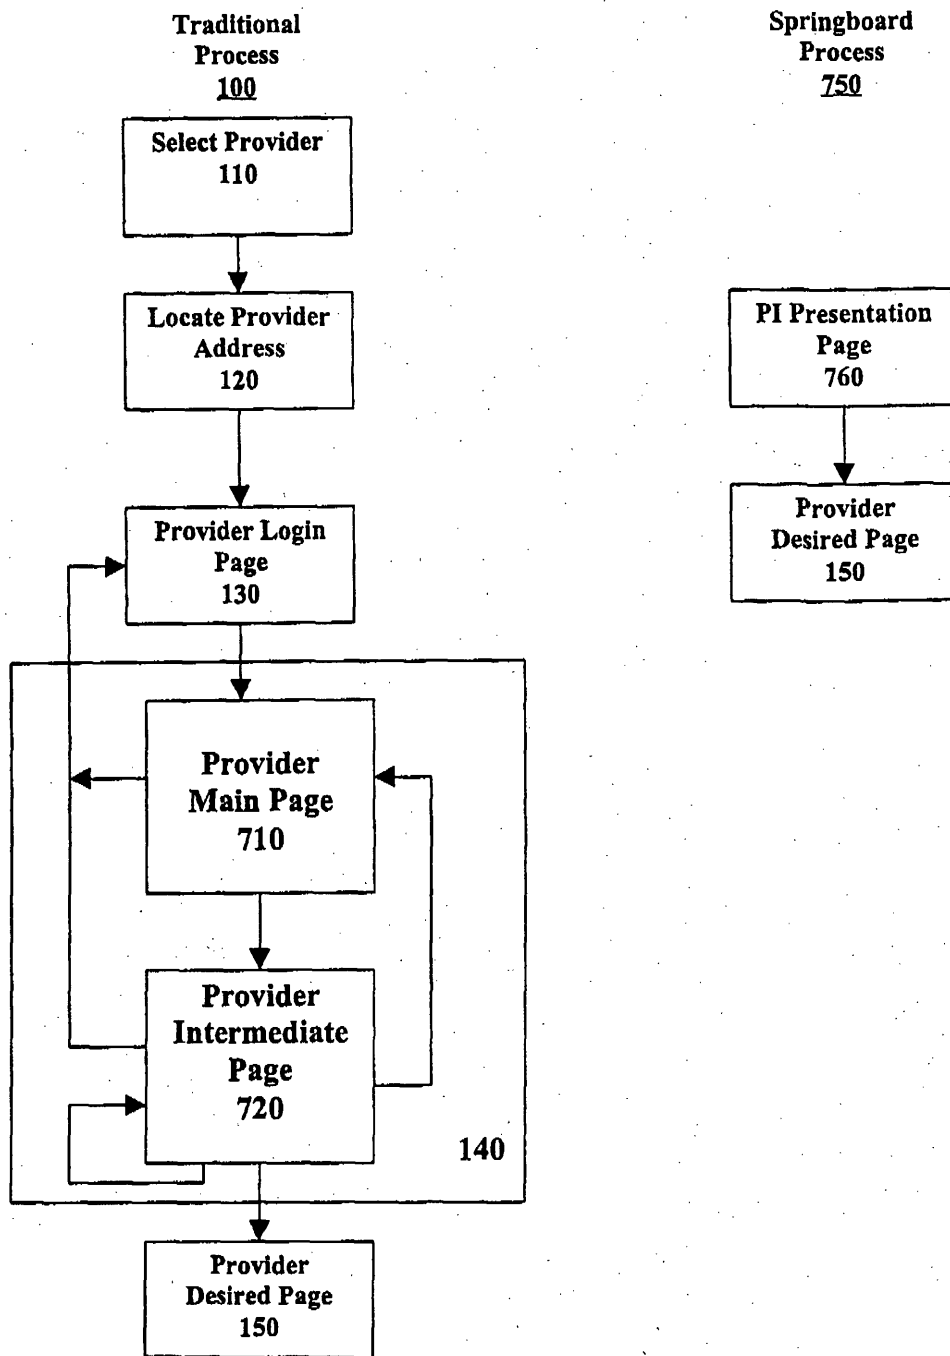 Traditional
Process
100
Select Provider
110
Locate Provider
Address
120
Provider Login
Page
130
Provider
Main Page
710
Provider
Intermediate
Page
720
140
Provider
Desired Page
150
Springboard
Process
750
PI Presentation
Page
760
Provider
Desired Page
150